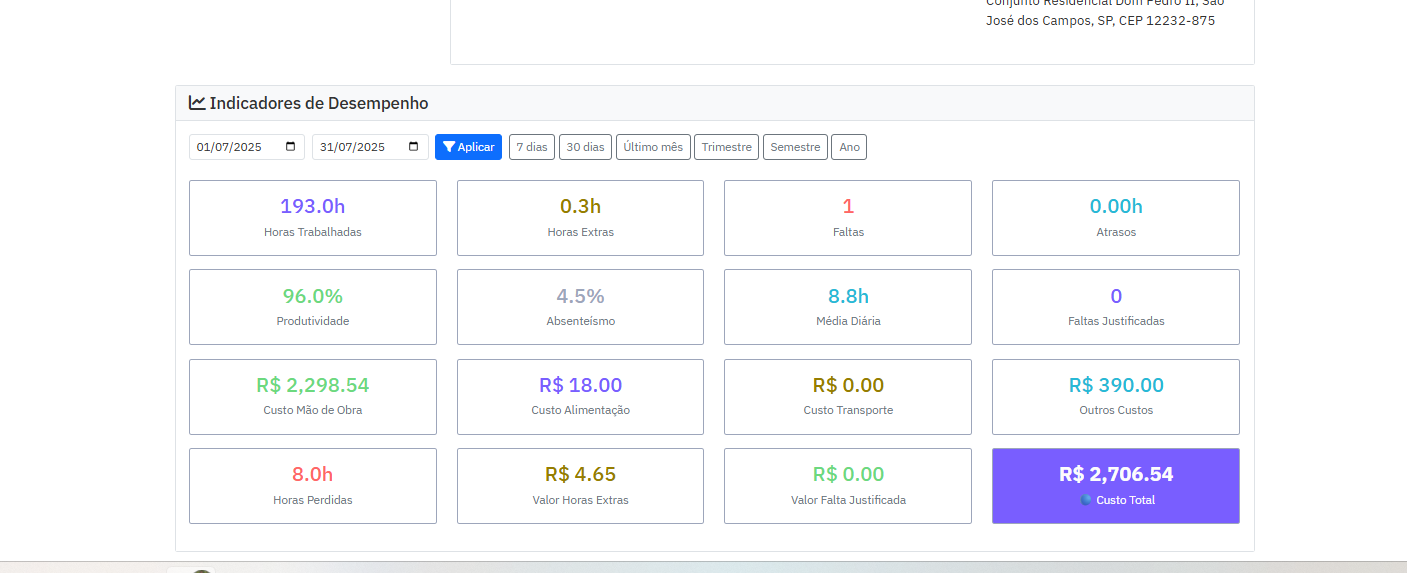 Conjunto Residencial Dom Pedro II, São
José dos Campos, SP, CEP 12232-875
Indicadores de Desempenho
01/07/2025 31/07/2025 Aplicar 7 dias 30 dias Último mês Trimestre Semestre Ano
193.0h
Horas Trabalhadas
0.3h
Horas Extras
1
Faltas
0.00h
Atrasos
96.0%
Produtividade
4.5%
Absenteísmo
8.8h
Média Diária
0
Faltas Justificadas
R$ 2,298.54
Custo Mão de Obra
R$ 18.00
Custo Alimentação
R$ 0.00
Custo Transporte
R$ 390.00
Outros Custos
8.0h
Horas Perdidas
R$ 4.65
Valor Horas Extras
R$ 0.00
Valor Falta Justificada
R$ 2,706.54
Custo Total